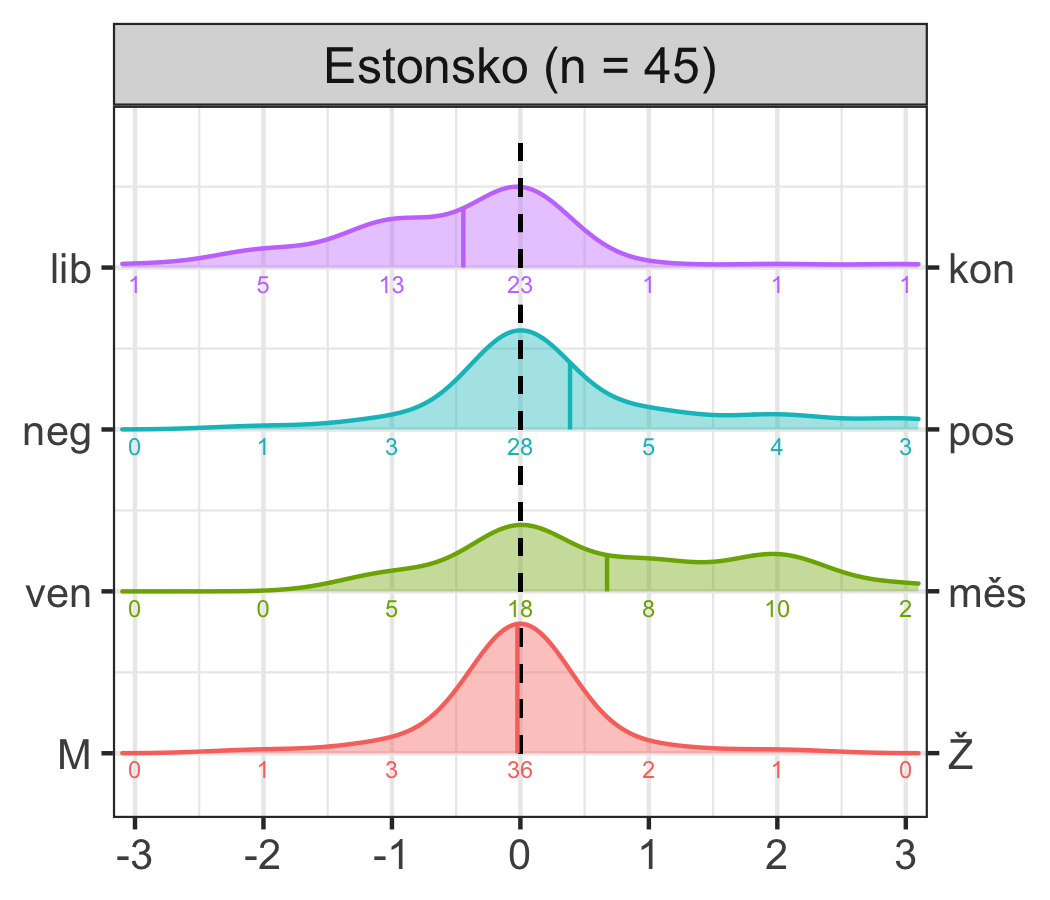 Estonsko (n = 45)
lib kon
1 5 13 23 1 1 1
neg pos
0 1 3 28 5 4 3
ven měs
0 0 5 18 8 10 2
M Ž
0 1 3 36 2 1 0
-3 -2 -1 0 1 2 3